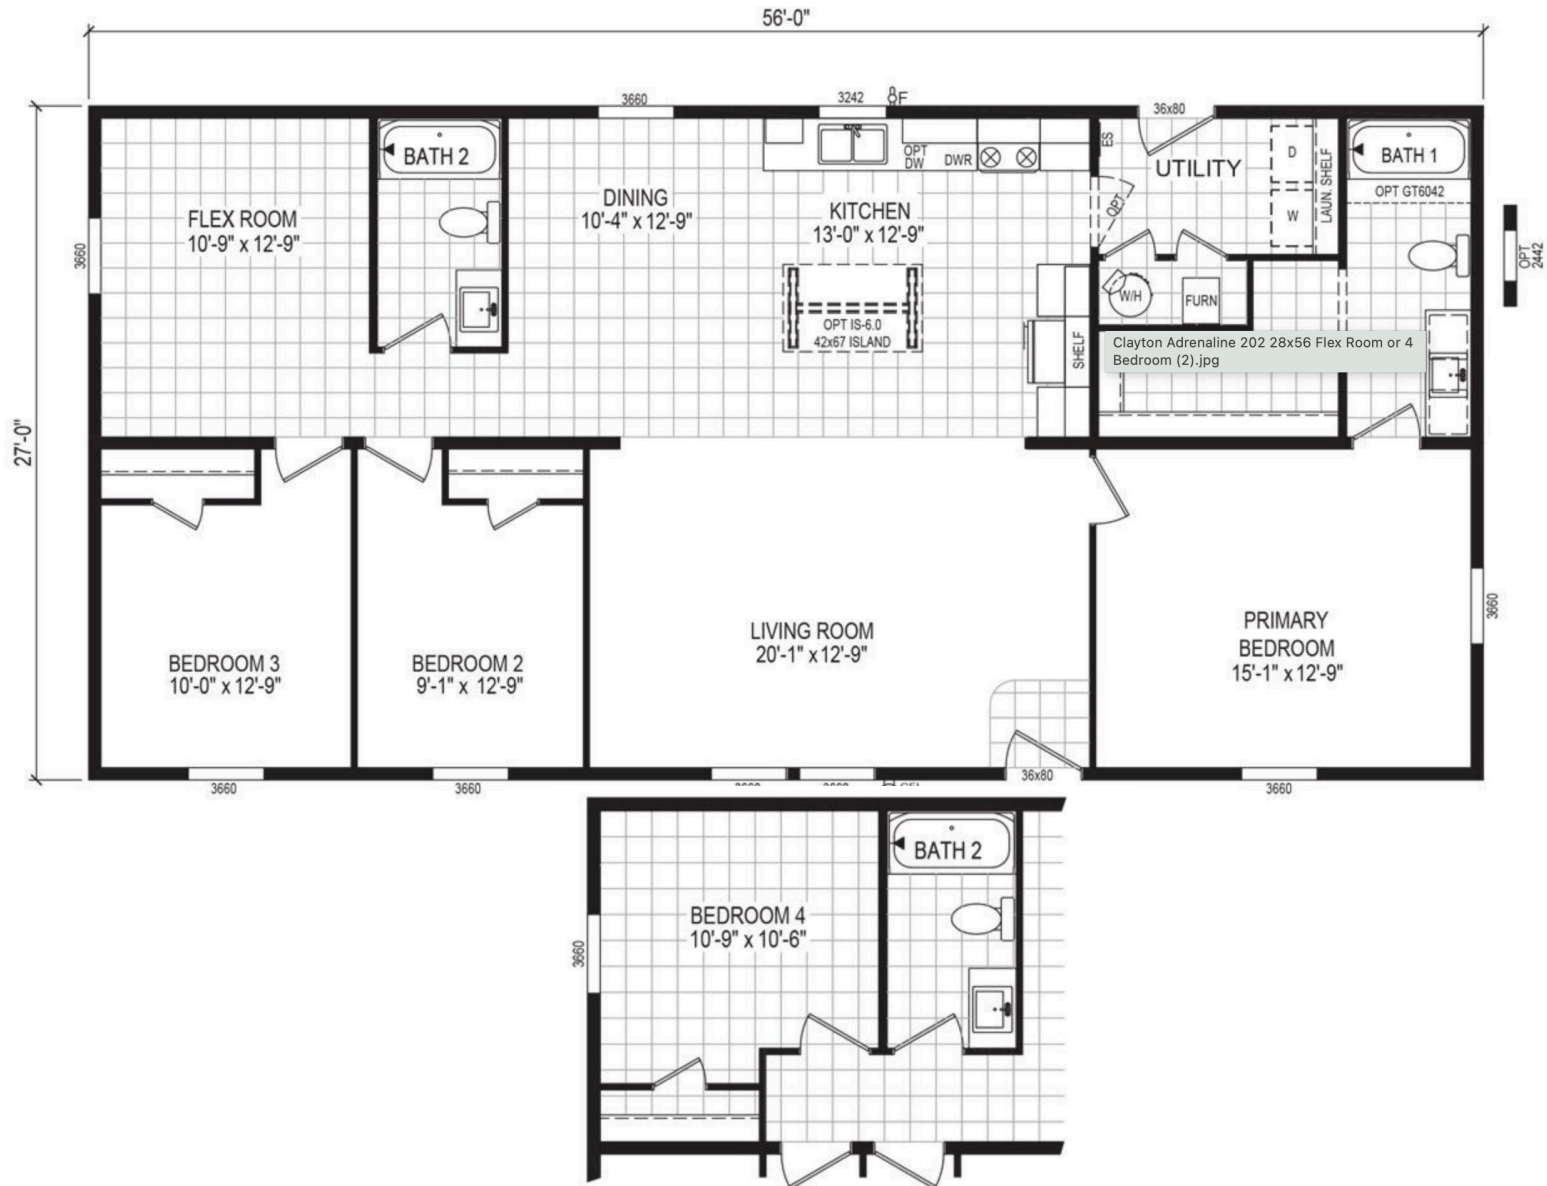 56'-0"
27'-0"
3660
3242
F
36x80
BATH 2
FLEX ROOM
10'-9" x 12'-9"
3660
DINING
10'-4" x 12'-9"
OPT
DW
DWR
KITCHEN
13'-0" x 12'-9"
OPT IS-6.0
42x67 ISLAND
SHELF
ES
UTILITY
OPT
D
W
LAUN. SHELF
W/H
FURN
BATH 1
OPT GT6042
OPT
2442
Clayton Adrenaline 202 28x56 Flex Room or 4
Bedroom (2).jpg
BEDROOM 3
10'-0" x 12'-9"
BEDROOM 2
9'-1" x 12'-9"
LIVING ROOM
20'-1" x 12'-9"
PRIMARY
BEDROOM
15'-1" x 12'-9"
3660
3660
3660
36x80
3660
BATH 2
BEDROOM 4
10'-9" x 10'-6"
3660